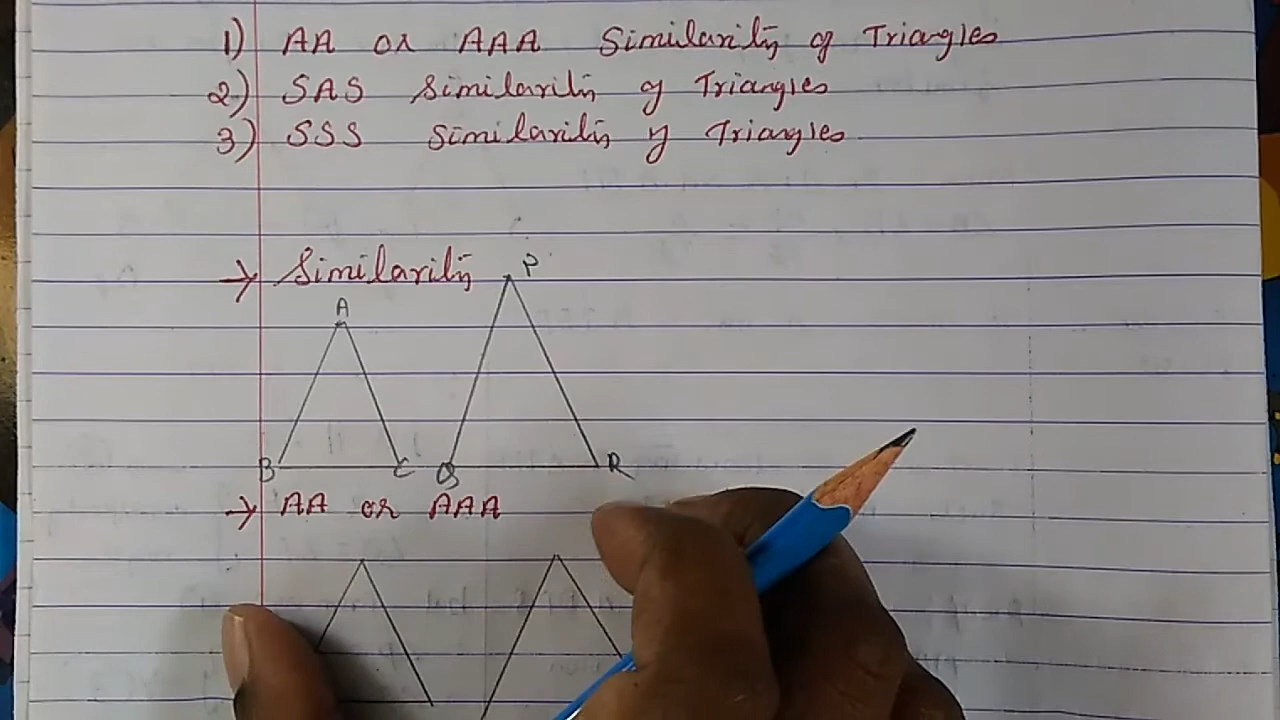 1) AA or AAA Similarity of Triangles
2) SAS Similarity of Triangles
3) SSS Similarity of Triangles
→ Similarity
P
A
B C Q R
→ AA or AAA